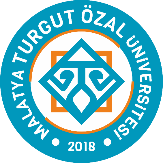 MALATYA TURGUT ÖZAL ÜNİVERSİTESİ
• 2018 •